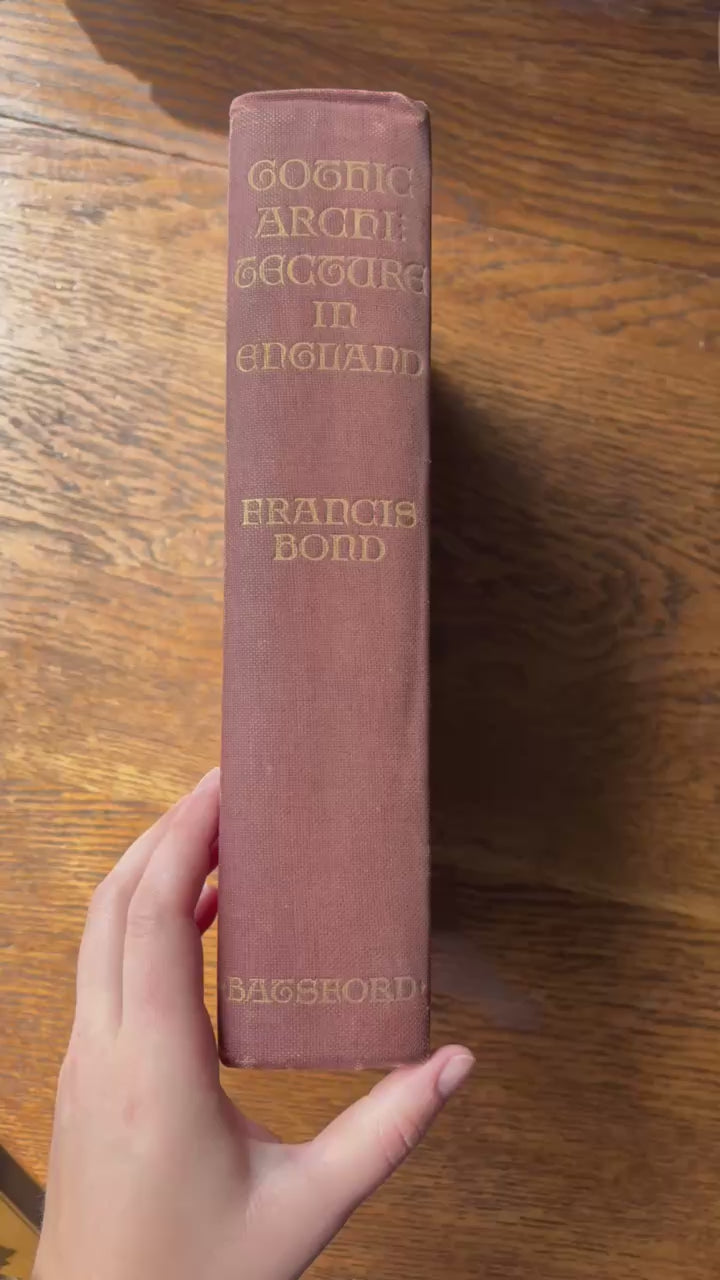 GOTHIC
ARCHI:
TECTURE
IN
ENGLAND
FRANCIS
BOND
·BATSFORD·